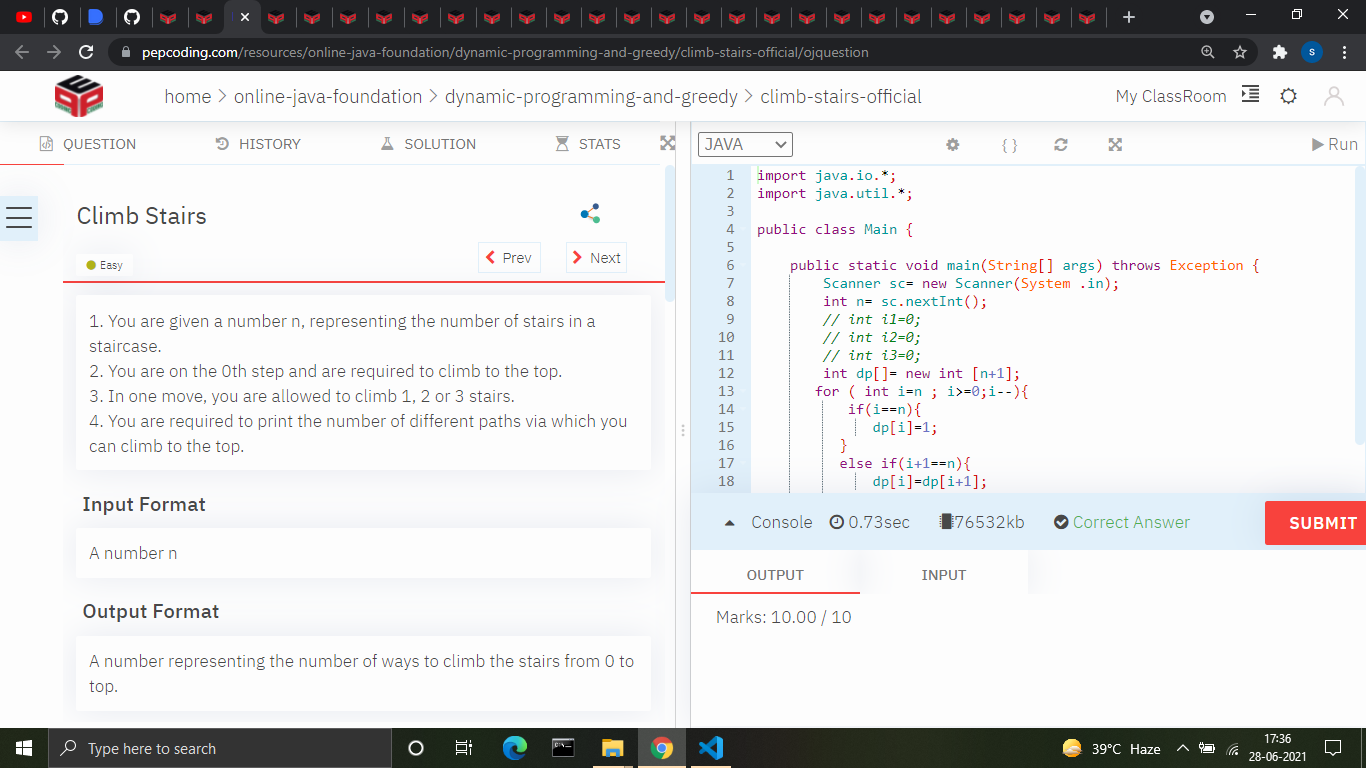 pepcoding.com/resources/online-java-foundation/dynamic-programming-and-greedy/climb-stairs-official/ojquestion
S
home > online-java-foundation > dynamic-programming-and-greedy > climb-stairs-official
My ClassRoom
QUESTION
HISTORY
SOLUTION
STATS
JAVA
{ }
Run
Climb Stairs
Easy
Prev
Next
1. You are given a number n, representing the number of stairs in a
staircase.
2. You are on the 0th step and are required to climb to the top.
3. In one move, you are allowed to climb 1, 2 or 3 stairs.
4. You are required to print the number of different paths via which you
can climb to the top.
Input Format
A number n
Output Format
A number representing the number of ways to climb the stairs from 0 to
top.
1 import java.io.*;
2 import java.util.*;
3
4 public class Main {
5
6 public static void main(String[] args) throws Exception {
7 Scanner sc= new Scanner(System .in);
8 int n= sc.nextInt();
9 // int i1=0;
10 // int i2=0;
11 // int i3=0;
12 int dp[]= new int [n+1];
13 for ( int i=n ; i>=0;i--){
14 if(i==n){
15 dp[i]=1;
16 }
17 else if(i+1==n){
18 dp[i]=dp[i+1];
Console
0.73sec
76532kb
Correct Answer
SUBMIT
OUTPUT
INPUT
Marks: 10.00 / 10
Type here to search
39°C Haze
17:36
28-06-2021